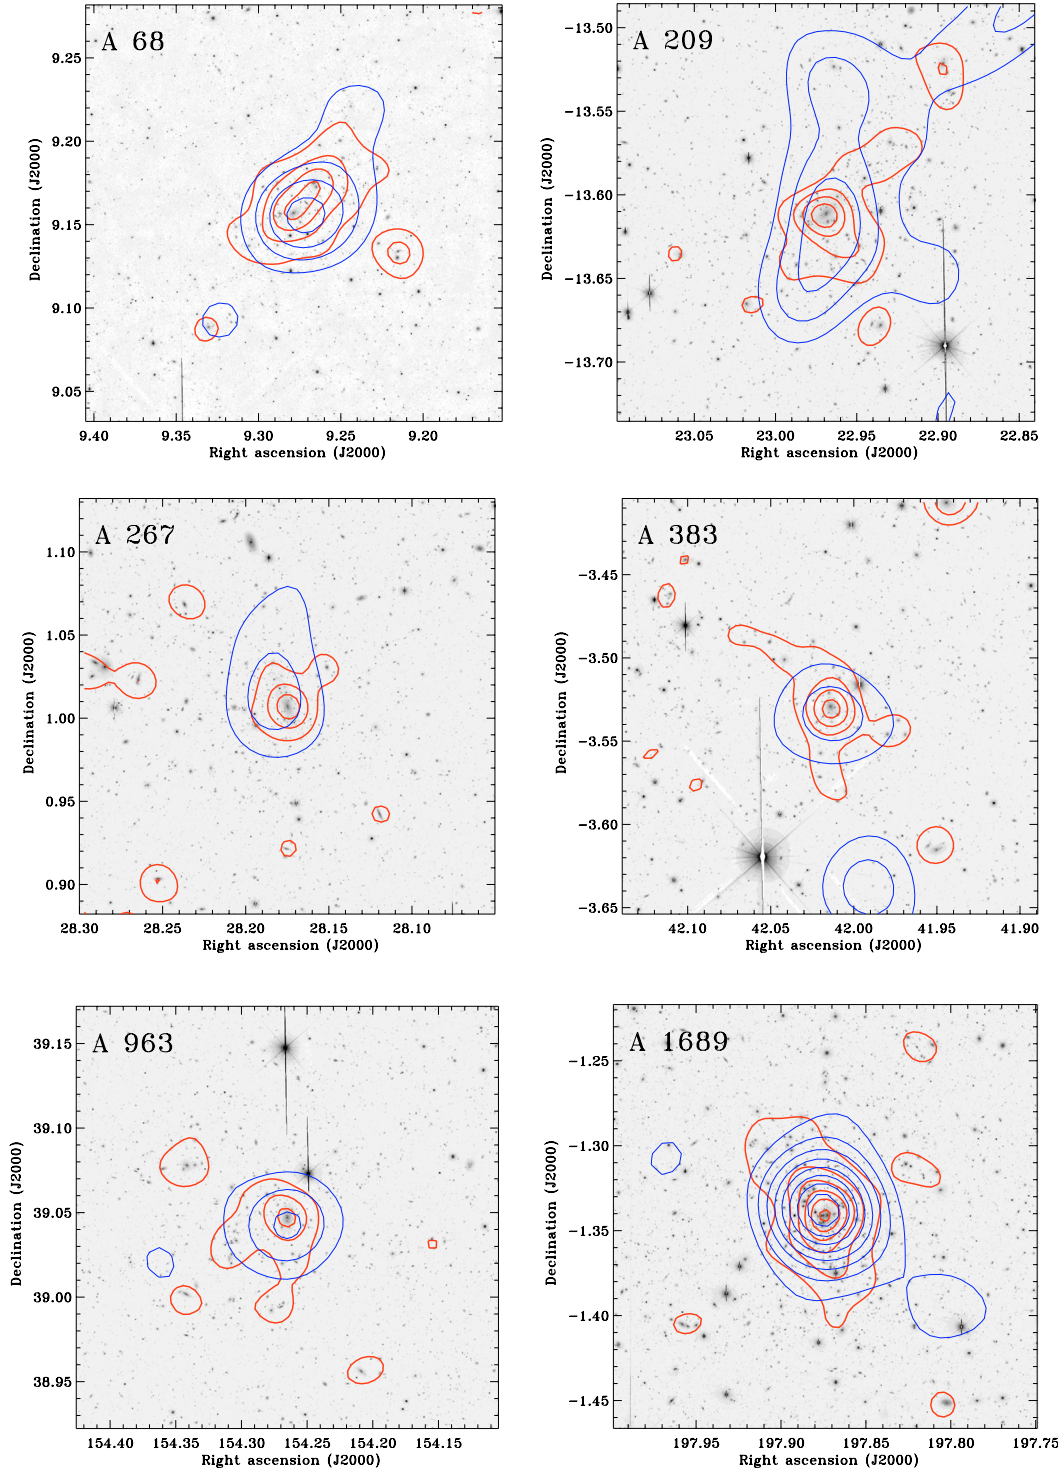 A 68
9.25
9.20
9.15
9.10
9.05
Declination (J2000)
9.40 9.35 9.30 9.25 9.20
Right ascension (J2000)
A 209
−13.50
−13.55
−13.60
−13.65
−13.70
Declination (J2000)
23.05 23.00 22.95 22.90 22.85
Right ascension (J2000)
A 267
1.10
1.05
1.00
0.95
0.90
Declination (J2000)
28.30 28.25 28.20 28.15 28.10
Right ascension (J2000)
A 383
−3.45
−3.50
−3.55
−3.60
−3.65
Declination (J2000)
42.10 42.05 42.00 41.95 41.90
Right ascension (J2000)
A 963
39.15
39.10
39.05
39.00
38.95
Declination (J2000)
154.40 154.35 154.30 154.25 154.20 154.15
Right ascension (J2000)
A 1689
−1.25
−1.30
−1.35
−1.40
−1.45
Declination (J2000)
197.95 197.90 197.85 197.80 197.75
Right ascension (J2000)